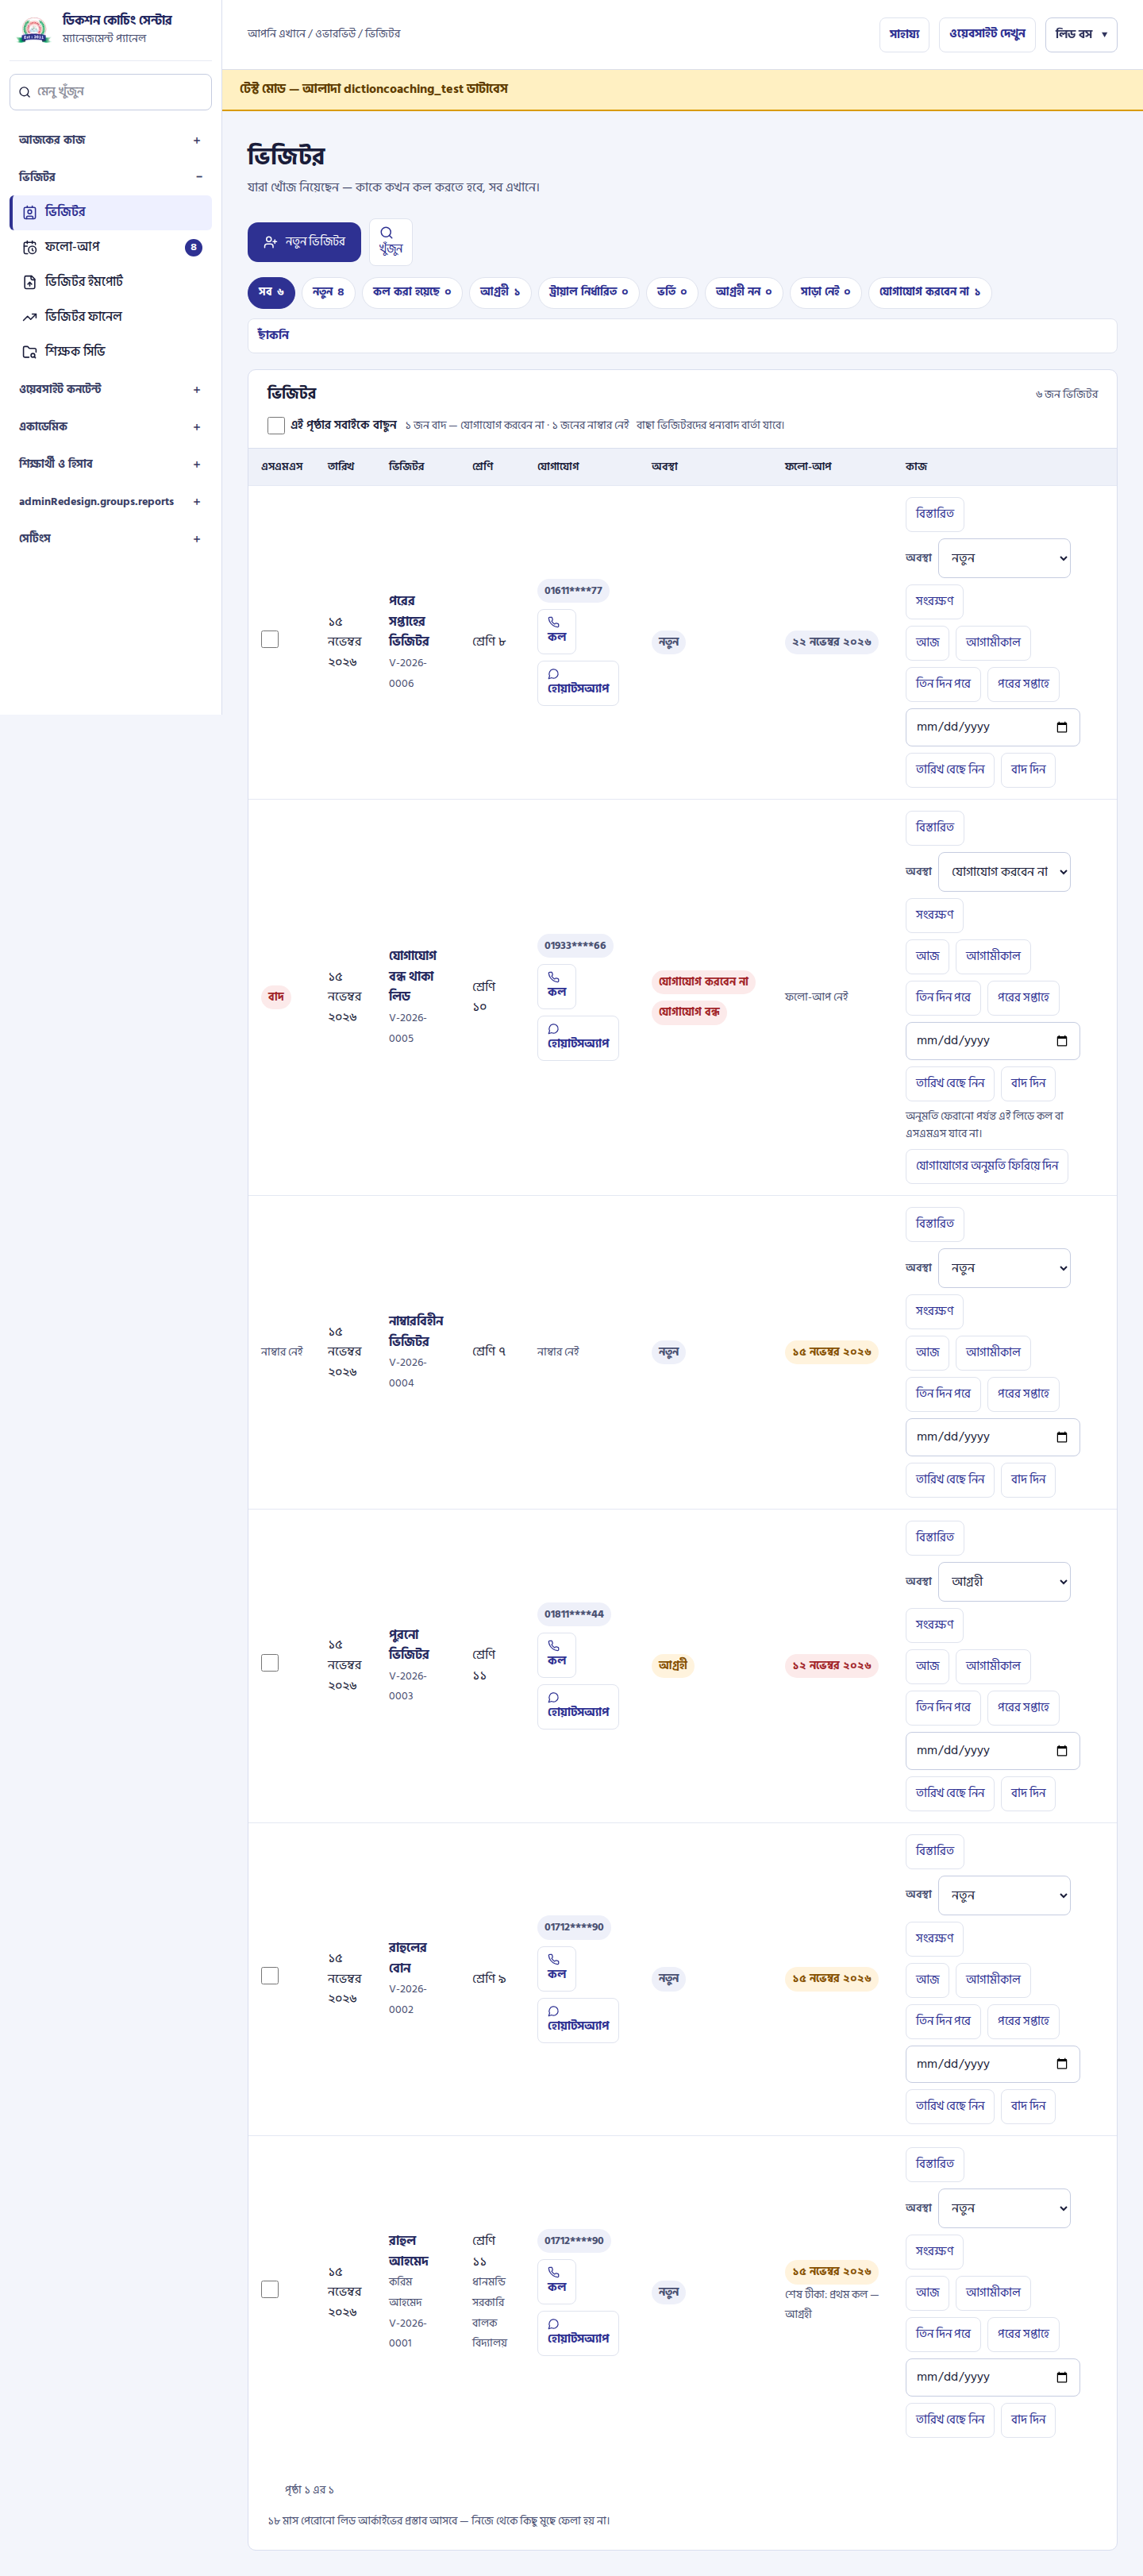 ডিকশন কোচিং সেন্টার
ম্যানেজমেন্ট প্যানেল
মেনু খুঁজুন
আজকের কাজ +
ভিজিটর −
ভিজিটর
ফলো-আপ 8
ভিজিটর ইমপোর্ট
ভিজিটর ফানেল
শিক্ষক সিভি
ওয়েবসাইট কনটেন্ট +
একাডেমিক +
শিক্ষার্থী ও হিসাব +
adminRedesign.groups.reports +
সেটিংস +
আপনি এখানে / ওভারভিউ / ভিজিটর
সাহায্য
ওয়েবসাইট দেখুন
লিড বস ▾
টেস্ট মোড — আলাদা dictioncoaching_test ডাটাবেস
ভিজিটর
যারা খোঁজ নিয়েছেন — কাকে কখন কল করতে হবে, সব এখানে।
নতুন ভিজিটর
খুঁজুন
সব ৬
নতুন ৪
কল করা হয়েছে ০
আগ্রহী ১
ট্রায়াল নির্ধারিত ০
ভর্তি ০
আগ্রহী নন ০
সাড়া নেই ০
যোগাযোগ করবেন না ১
ছাঁকনি
ভিজিটর
৬ জন ভিজিটর
এই পৃষ্ঠার সবাইকে বাছুন ১ জন বাদ — যোগাযোগ করবেন না · ১ জনের নাম্বার নেই বাছা ভিজিটরদের ধন্যবাদ বার্তা যাবে।
এসএমএস তারিখ ভিজিটর শ্রেণি যোগাযোগ অবস্থা ফলো-আপ কাজ
১৫
নভেম্বর
২০২৬
পরের
সপ্তাহের
ভিজিটর
V-2026-
0006
শ্রেণি ৮
01611****77
কল
হোয়াটসঅ্যাপ
নতুন
২২ নভেম্বর ২০২৬
বিস্তারিত
অবস্থা নতুন
সংরক্ষণ
আজ আগামীকাল
তিন দিন পরে পরের সপ্তাহে
mm/dd/yyyy
তারিখ বেছে নিন বাদ দিন
বাদ
১৫
নভেম্বর
২০২৬
যোগাযোগ
বন্ধ থাকা
লিড
V-2026-
0005
শ্রেণি
১০
01933****66
কল
হোয়াটসঅ্যাপ
যোগাযোগ করবেন না
যোগাযোগ বন্ধ
ফলো-আপ নেই
বিস্তারিত
অবস্থা যোগাযোগ করবেন না
সংরক্ষণ
আজ আগামীকাল
তিন দিন পরে পরের সপ্তাহে
mm/dd/yyyy
তারিখ বেছে নিন বাদ দিন
অনুমতি ফেরানো পর্যন্ত এই লিডে কল বা
এসএমএস যাবে না।
যোগাযোগের অনুমতি ফিরিয়ে দিন
নাম্বার নেই
১৫
নভেম্বর
২০২৬
নাম্বারবিহীন
ভিজিটর
V-2026-
0004
শ্রেণি ৭
নাম্বার নেই
নতুন
১৫ নভেম্বর ২০২৬
বিস্তারিত
অবস্থা নতুন
সংরক্ষণ
আজ আগামীকাল
তিন দিন পরে পরের সপ্তাহে
mm/dd/yyyy
তারিখ বেছে নিন বাদ দিন
১৫
নভেম্বর
২০২৬
পুরনো
ভিজিটর
V-2026-
0003
শ্রেণি
১১
01811****44
কল
হোয়াটসঅ্যাপ
আগ্রহী
১২ নভেম্বর ২০২৬
বিস্তারিত
অবস্থা আগ্রহী
সংরক্ষণ
আজ আগামীকাল
তিন দিন পরে পরের সপ্তাহে
mm/dd/yyyy
তারিখ বেছে নিন বাদ দিন
১৫
নভেম্বর
২০২৬
রাহুলের
বোন
V-2026-
0002
শ্রেণি ৯
01712****90
কল
হোয়াটসঅ্যাপ
নতুন
১৫ নভেম্বর ২০২৬
বিস্তারিত
অবস্থা নতুন
সংরক্ষণ
আজ আগামীকাল
তিন দিন পরে পরের সপ্তাহে
mm/dd/yyyy
তারিখ বেছে নিন বাদ দিন
১৫
নভেম্বর
২০২৬
রাহুল
আহমেদ
করিম
আহমেদ
V-2026-
0001
শ্রেণি
১১
ধানমন্ডি
সরকারি
বালক
বিদ্যালয়
01712****90
কল
হোয়াটসঅ্যাপ
নতুন
১৫ নভেম্বর ২০২৬
শেষ টীকা: প্রথম কল —
আগ্রহী
বিস্তারিত
অবস্থা নতুন
সংরক্ষণ
আজ আগামীকাল
তিন দিন পরে পরের সপ্তাহে
mm/dd/yyyy
তারিখ বেছে নিন বাদ দিন
পৃষ্ঠা ১ এর ১
১৮ মাস পেরোনো লিড আর্কাইভের প্রস্তাব আসবে — নিজে থেকে কিছু মুছে ফেলা হয় না।